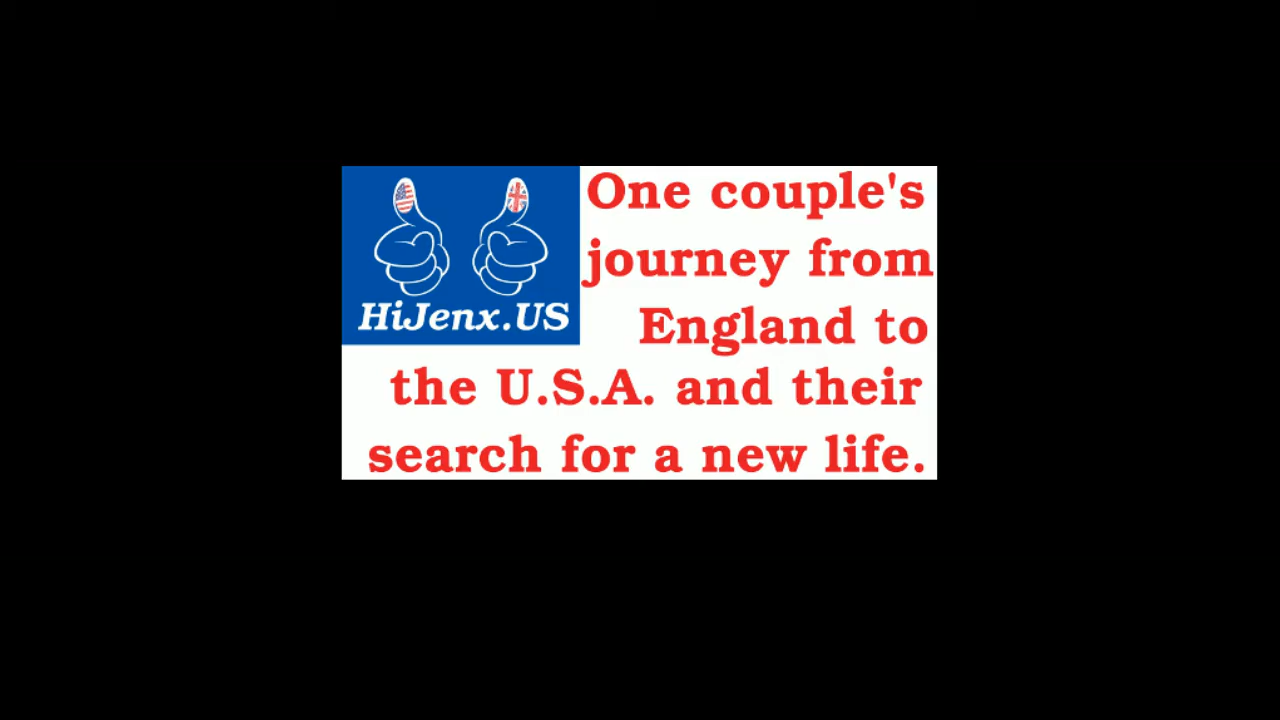 HiJenx.US
One couple's
journey from
England to
the U.S.A. and their
search for a new life.